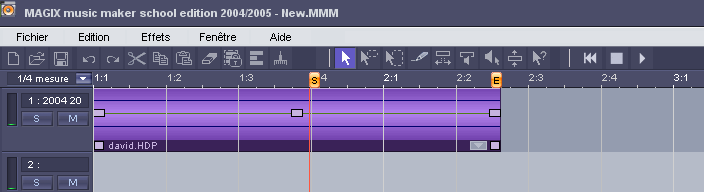 MAGIX music maker school edition 2004/2005 - New.MMM
Fichier Edition Effets Fenêtre Aide
1/4 mesure 1:1 1:2 1:3 S 4 2:1 2:2 E 2:3 2:4 3:1
1 : 2004 20
S M
david.HDP
2 :
S M